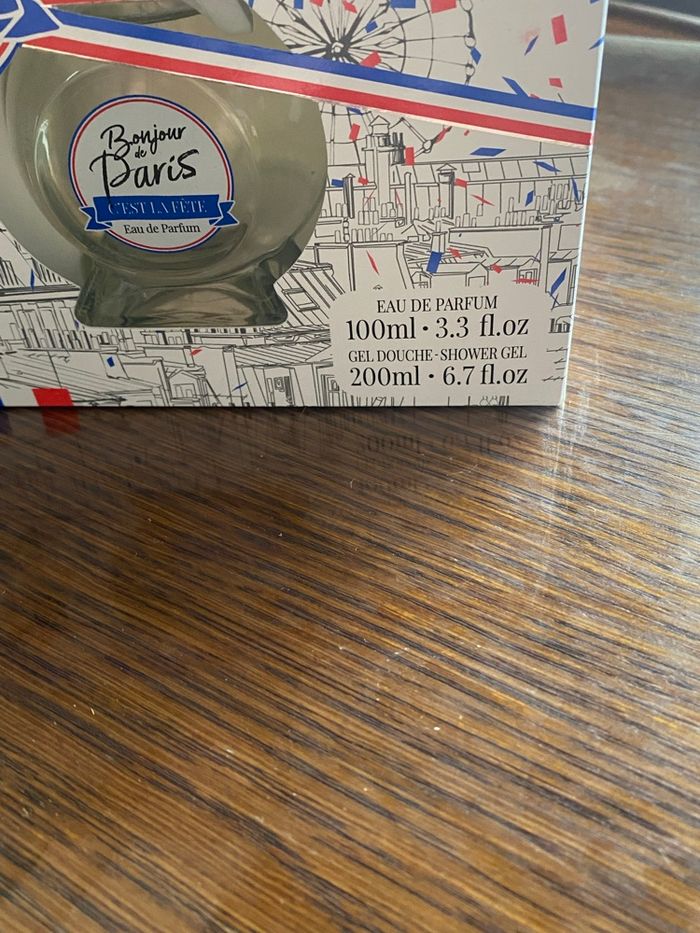 Bonjour
de
Paris
C'EST LA FÊTE
Eau de Parfum
EAU DE PARFUM
100ml • 3.3 fl.oz
GEL DOUCHE - SHOWER GEL
200ml • 6.7 fl.oz